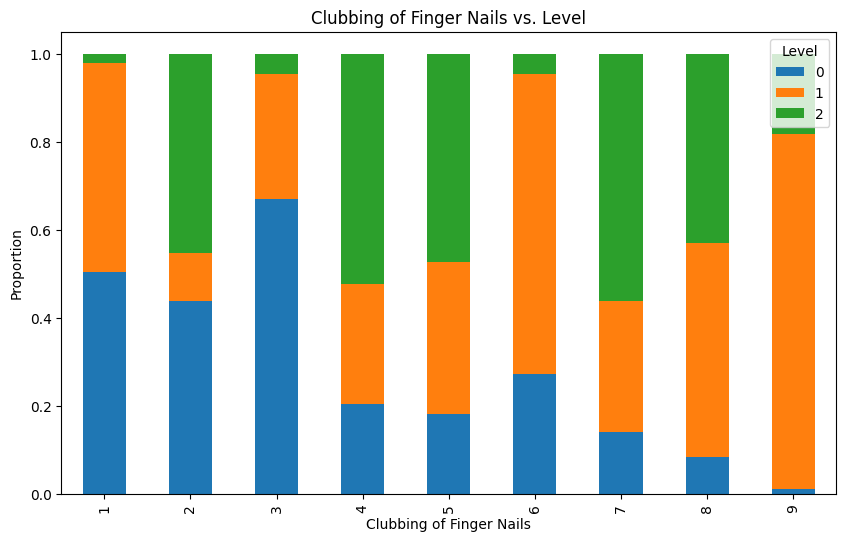 Clubbing of Finger Nails vs. Level
Level
0
1
2
1.0
0.8
0.6
0.4
0.2
0.0
Proportion
1 2 3 4 5 6 7 8 9
Clubbing of Finger Nails